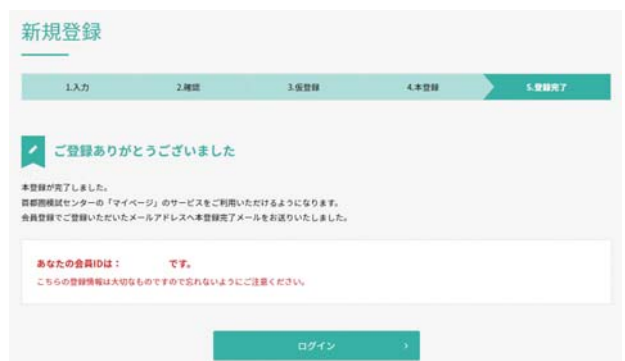 新規登録
1.入力
2.確認
3.仮登録
4.本登録
5.登録完了
ご登録ありがとうございました
本登録が完了しました。
首都圏模試センターの「マイページ」のサービスをご利用いただけるようになります。
会員登録でご登録いただいたメールアドレスへ本登録完了メールをお送りいたしました。
あなたの会員IDは: です。
こちらの登録情報は大切なものですので忘れないようにご注意ください。
ログイン